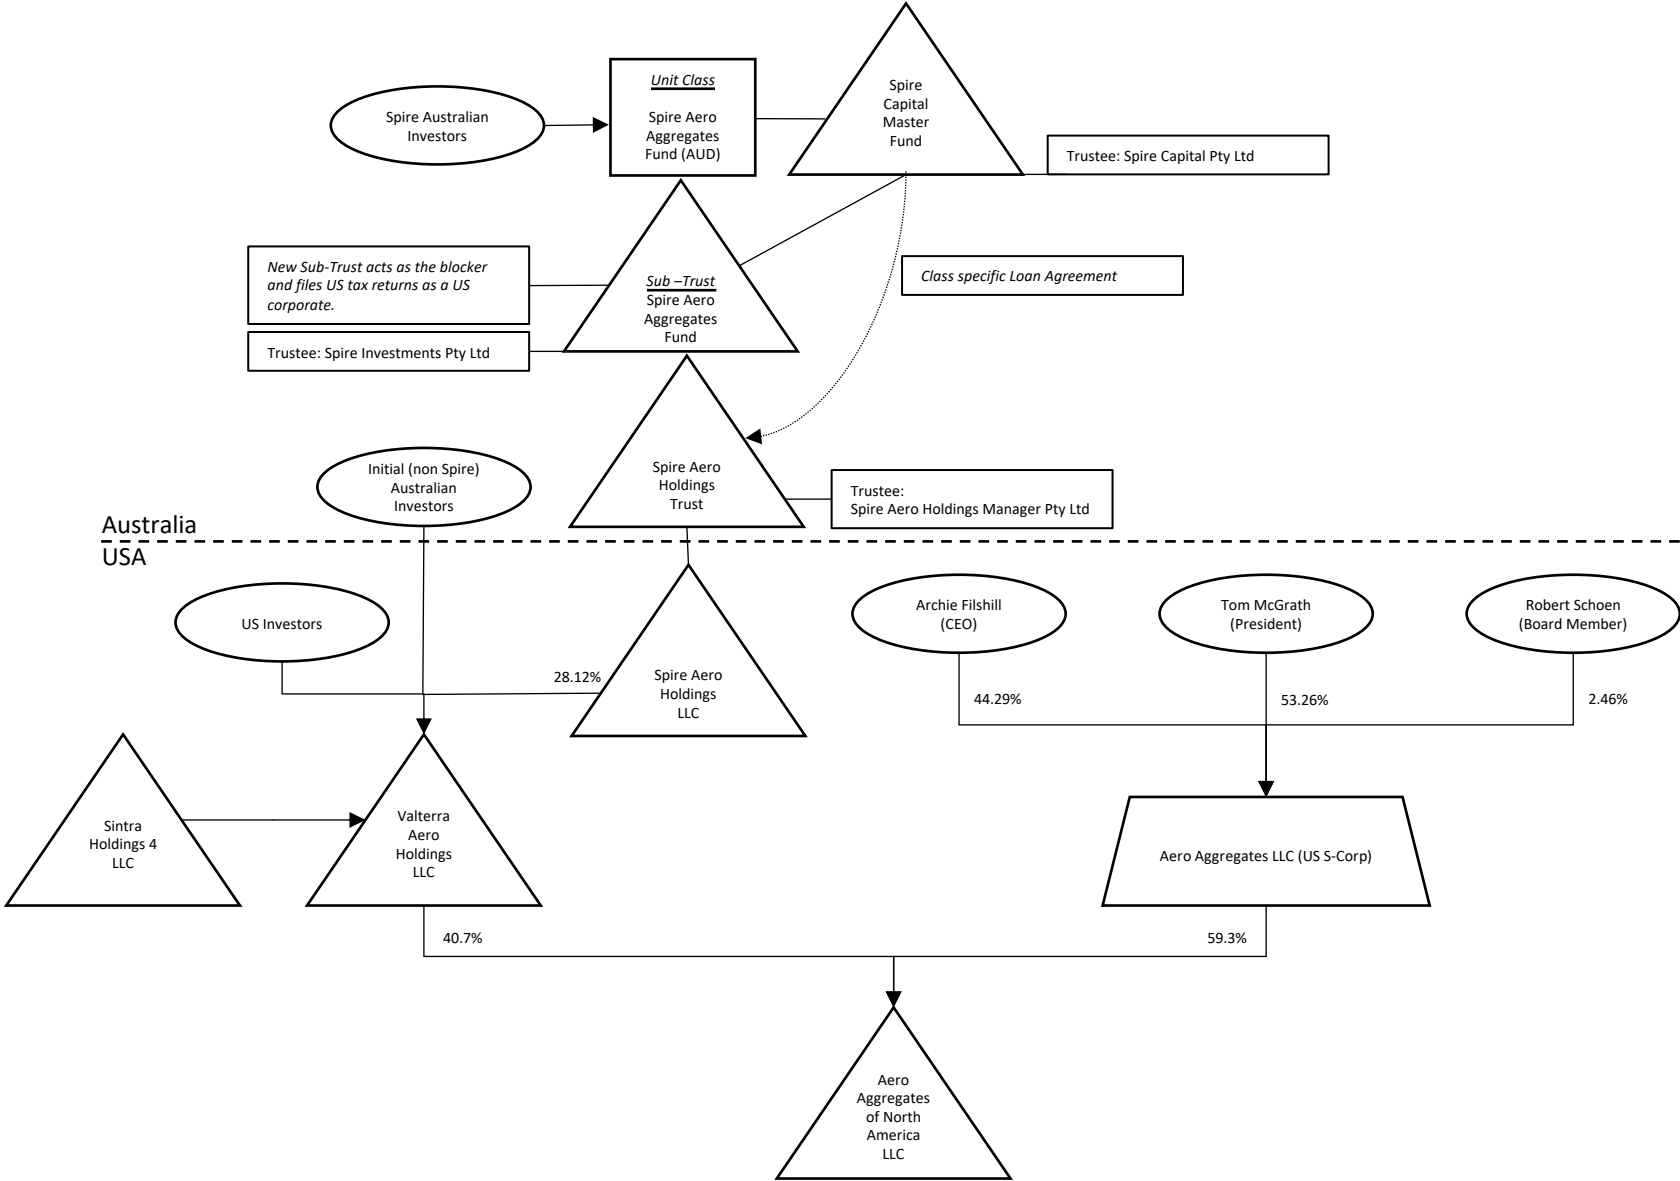 Spire
Capital
Master
Fund
Unit Class
Spire Aero
Aggregates
Fund (AUD)
Spire Australian
Investors
Trustee: Spire Capital Pty Ltd
New Sub-Trust acts as the blocker
and files US tax returns as a US
corporate.
Sub –Trust
Spire Aero
Aggregates
Fund
Class specific Loan Agreement
Trustee: Spire Investments Pty Ltd
Initial (non Spire)
Australian
Investors
Spire Aero
Holdings
Trust
Trustee:
Spire Aero Holdings Manager Pty Ltd
Australia
USA
US Investors
28.12%
Spire Aero
Holdings
LLC
Archie Filshill
(CEO)
Tom McGrath
(President)
Robert Schoen
(Board Member)
44.29%
53.26%
2.46%
Sintra
Holdings 4
LLC
Valterra
Aero
Holdings
LLC
Aero Aggregates LLC (US S-Corp)
40.7%
59.3%
Aero
Aggregates
of North
America
LLC